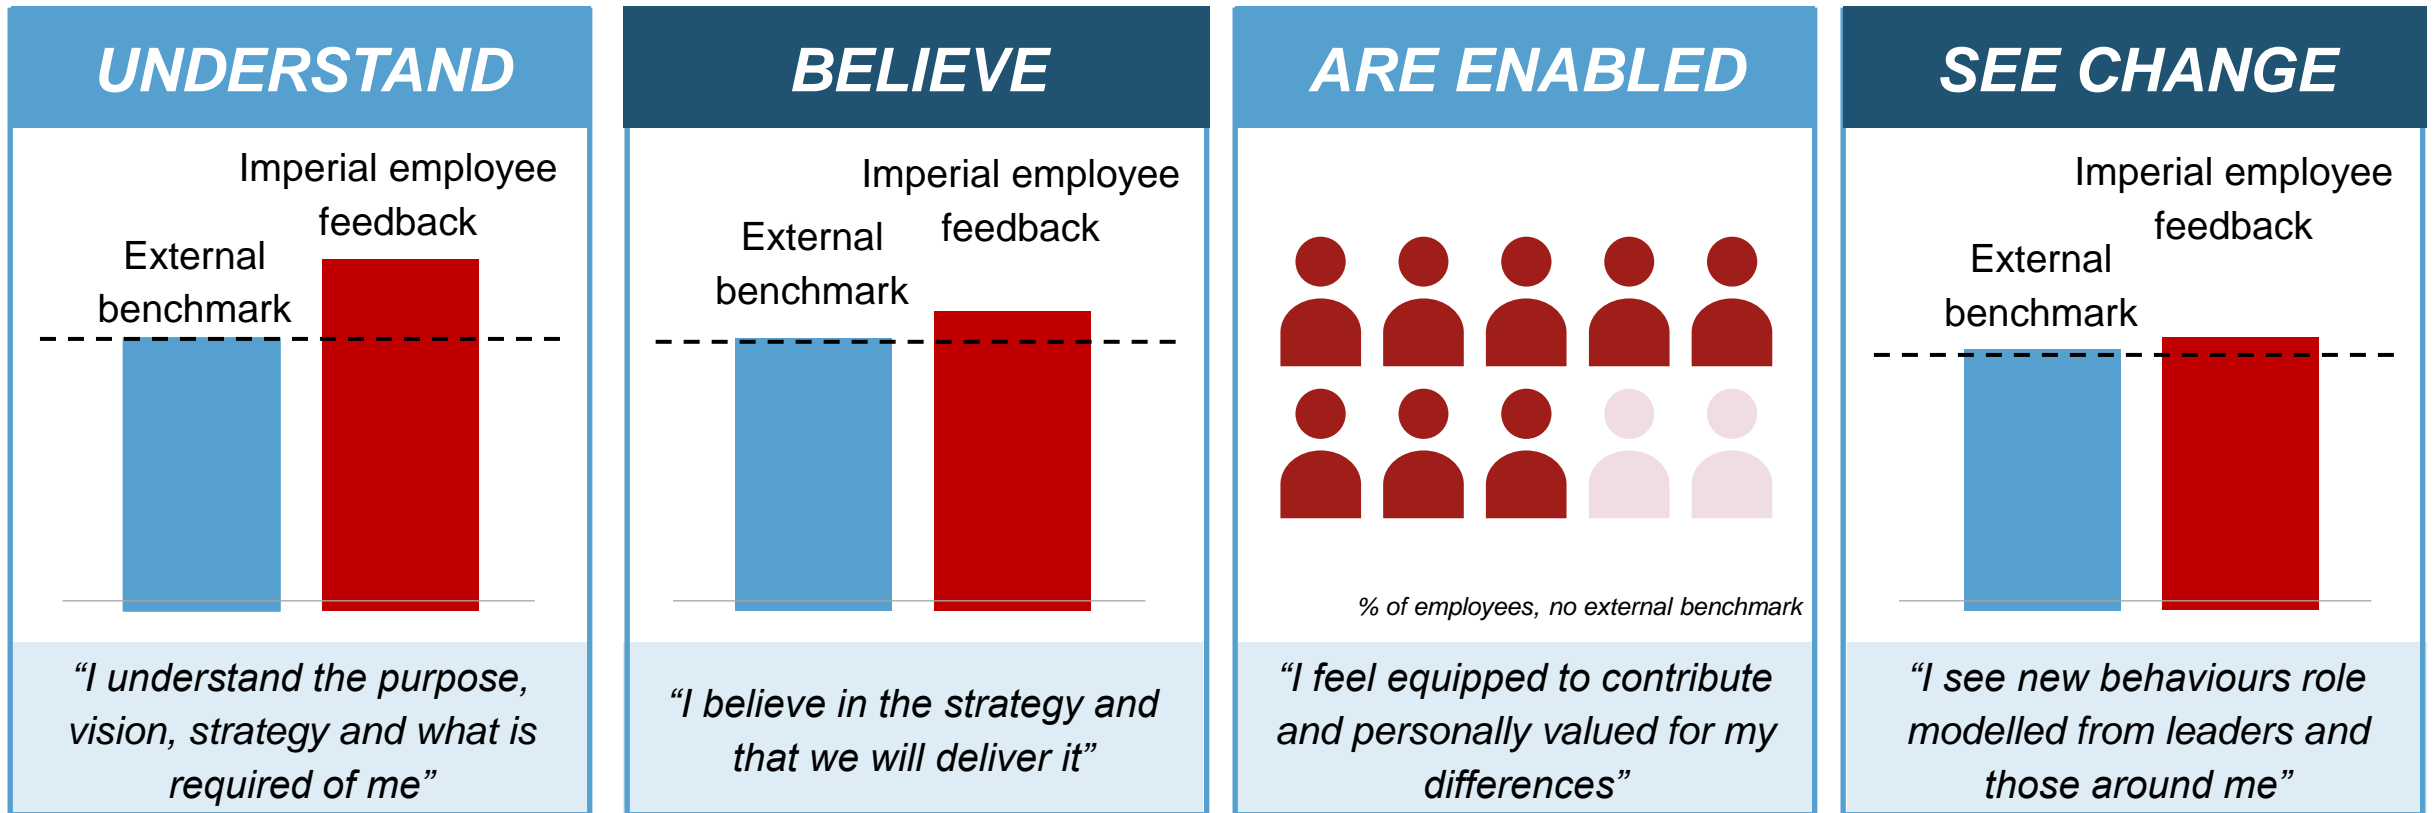 UNDERSTAND
Imperial employee
feedback
External
benchmark
“I understand the purpose,
vision, strategy and what is
required of me”
BELIEVE
Imperial employee
feedback
External
benchmark
“I believe in the strategy and
that we will deliver it”
ARE ENABLED
% of employees, no external benchmark
“I feel equipped to contribute
and personally valued for my
differences”
SEE CHANGE
Imperial employee
feedback
External
benchmark
“I see new behaviours role
modelled from leaders and
those around me”